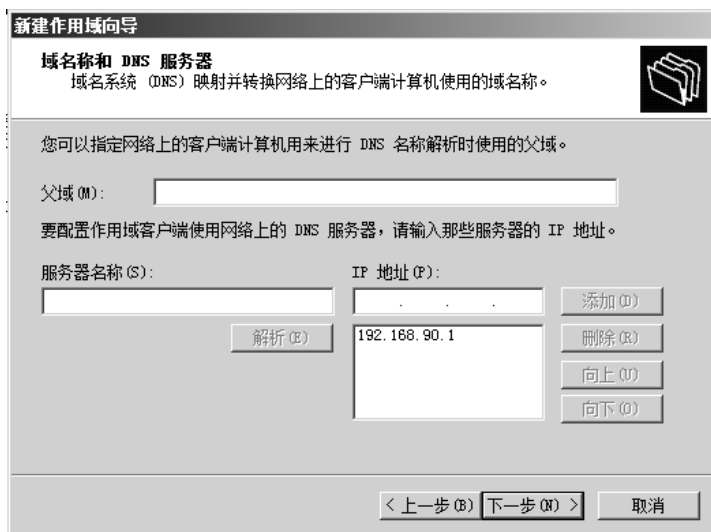 新建作用域向导
域名称和 DNS 服务器
域名系统 (DNS) 映射并转换网络上的客户端计算机使用的域名称。
您可以指定网络上的客户端计算机用来进行 DNS 名称解析时使用的父域。
父域(M):
要配置作用域客户端使用网络上的 DNS 服务器，请输入那些服务器的 IP 地址。
服务器名称(S):
IP 地址(P):
. . .
添加(D)
解析(E)
192.168.90.1
删除(R)
向上(U)
向下(O)
< 上一步(B)
下一步(N) >
取消